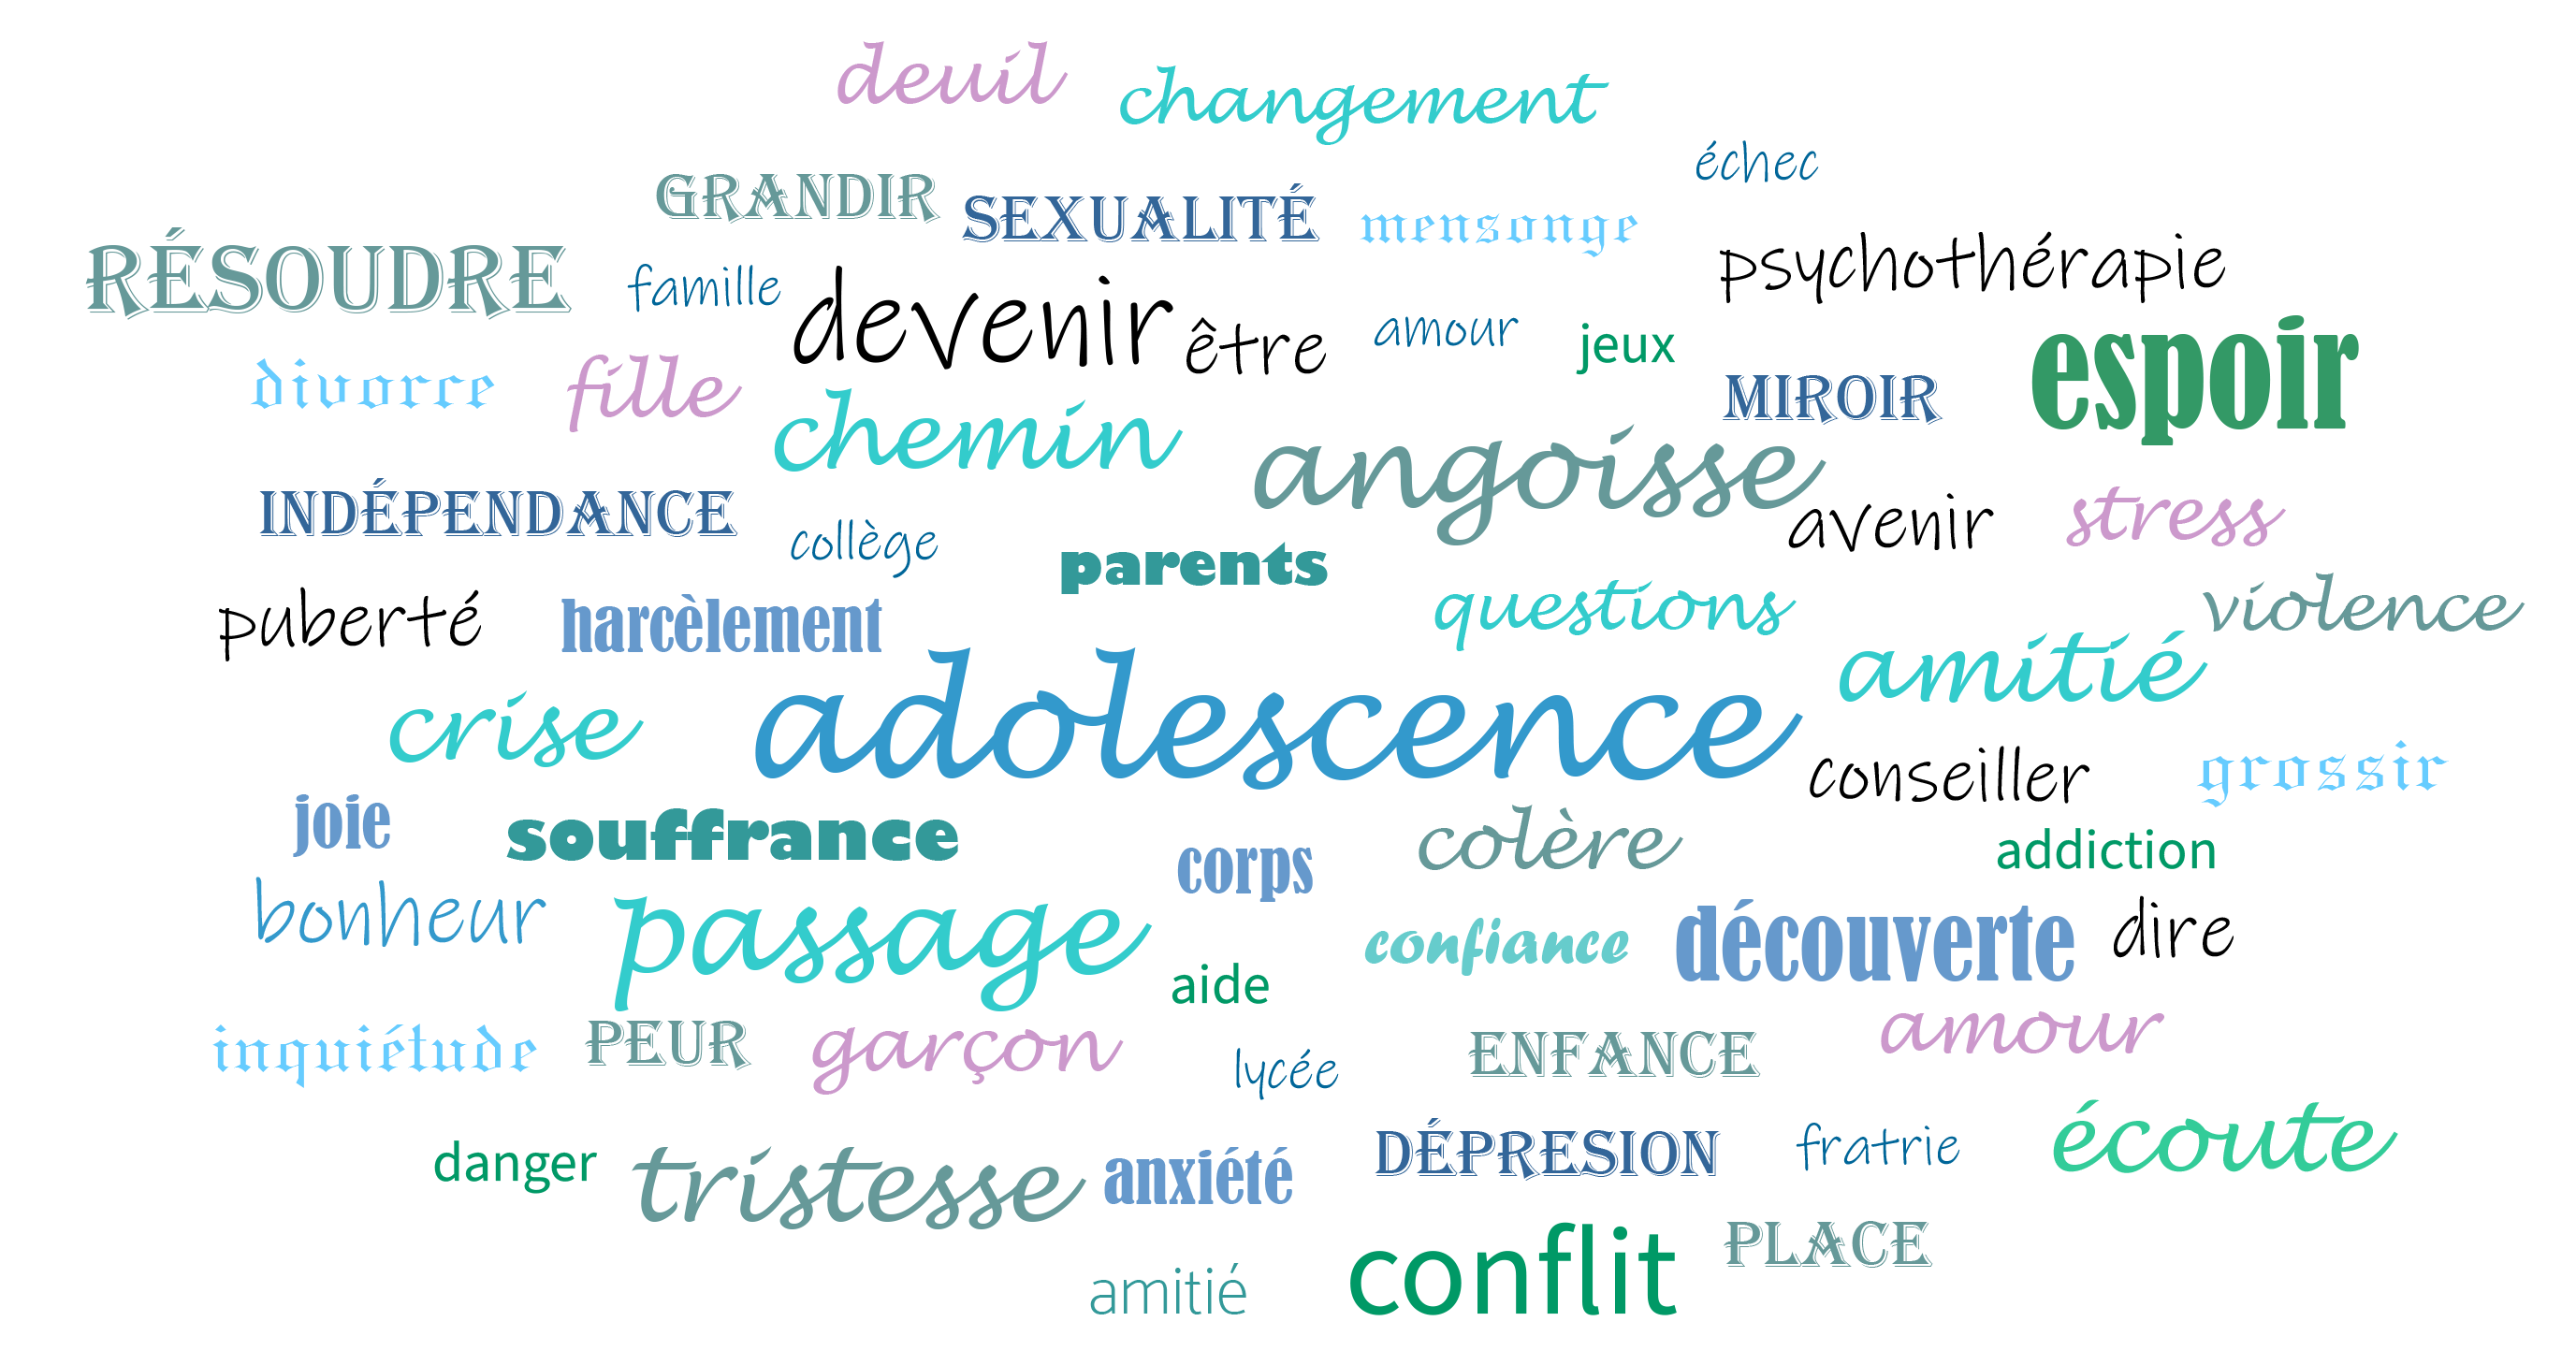 deuil
changement
échec
GRANDIR
SEXUALITÉ
mensonge
psychothérapie
RÉSOUDRE
famille
devenir
être
amour
jeux
espoir
divorce
fille
chemin
MIROIR
angoisse
INDÉPENDANCE
collège
parents
avenir
stress
puberté
harcèlement
questions
violence
crise
adolescence
amitié
conseiller
grossir
joie
souffrance
corps
colère
addiction
bonheur
passage
confiance
découverte
dire
aide
inquiétude
PEUR
garçon
lycée
ENFANCE
amour
danger
tristesse
anxiété
DÉPRESION
fratrie
écoute
amitié
conflit
PLACE